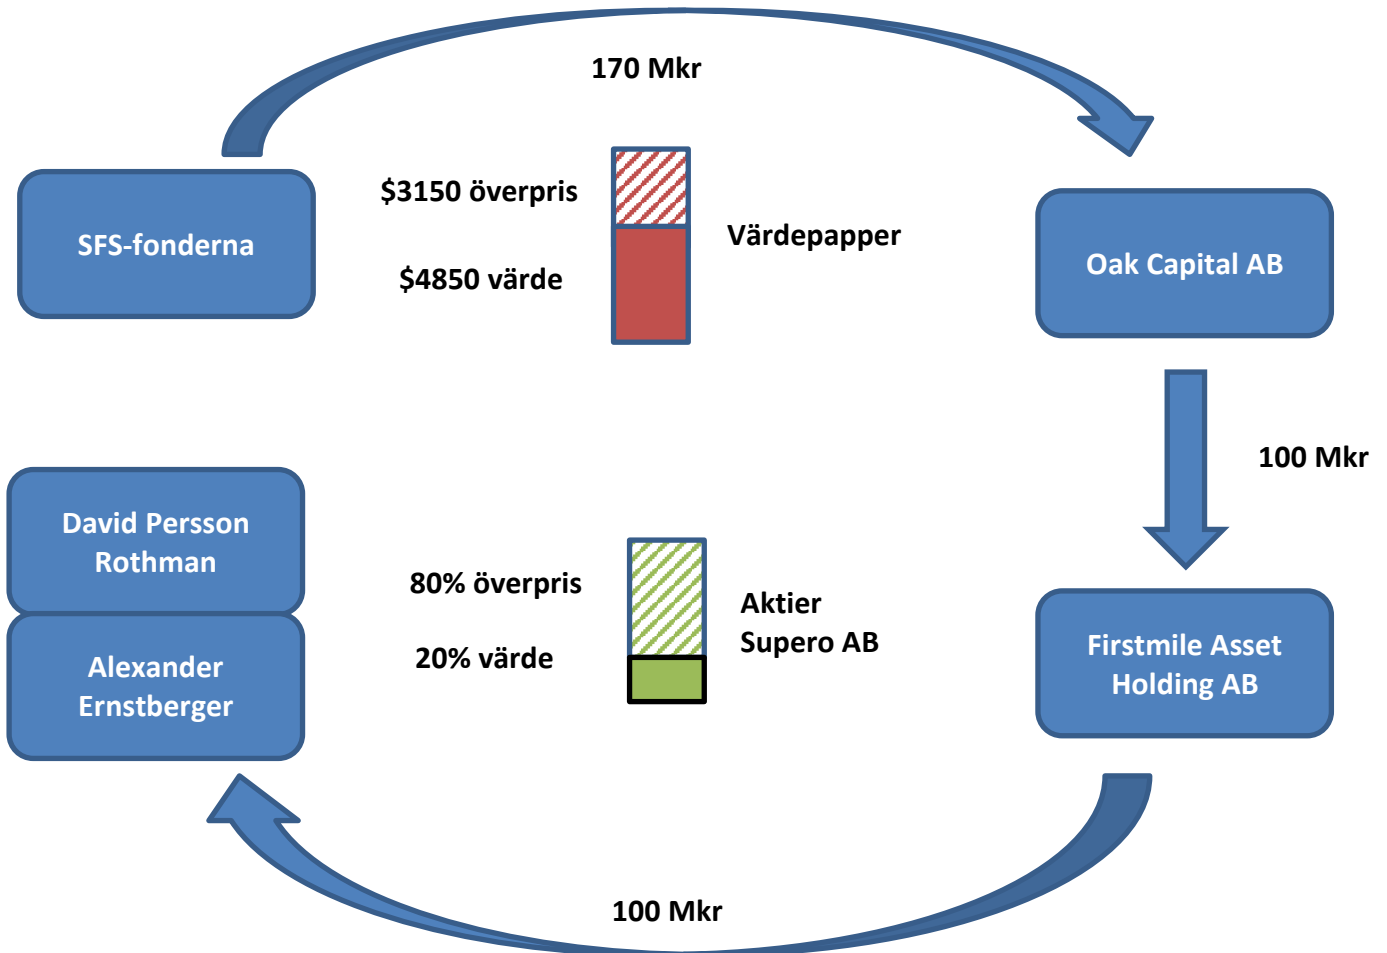 170 Mkr
$3150 överpris
SFS-fonderna
Värdepapper
$4850 värde
Oak Capital AB
100 Mkr
David Persson
Rothman
80% överpris
Aktier
Supero AB
20% värde
Alexander
Ernstberger
Firstmile Asset
Holding AB
100 Mkr